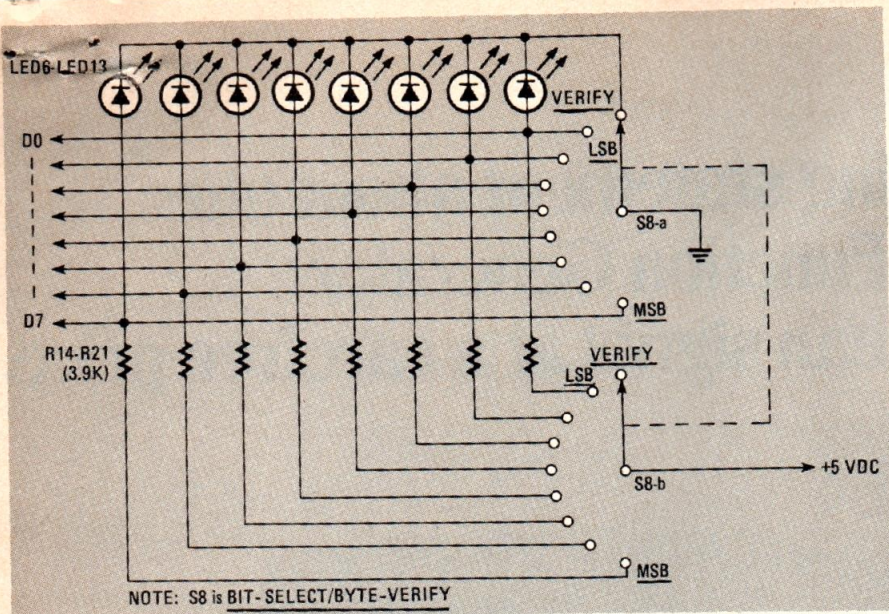 LED6-LED13
VERIFY
D0
LSB
S8-a
MSB
D7
R14-R21
(3.9K)
VERIFY
LSB
+5 VDC
S8-b
MSB
NOTE: S8 is BIT-SELECT/BYTE-VERIFY